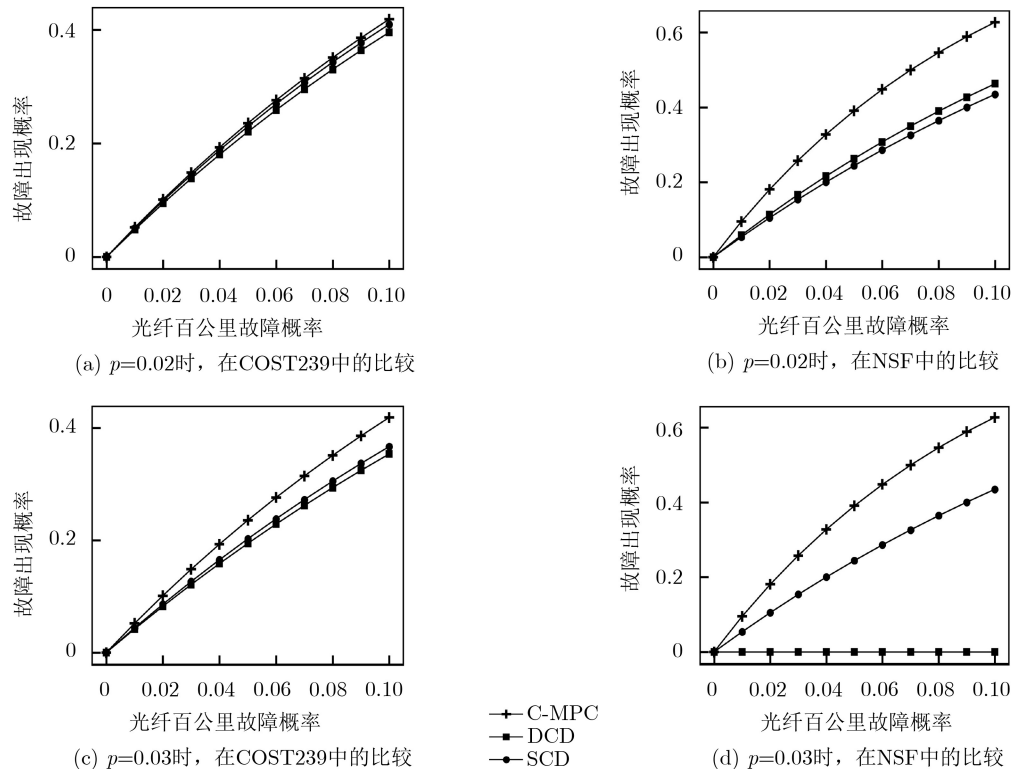 0.4
0.2
0
故障出现概率
0 0.02 0.04 0.06 0.08 0.10
光纤百公里故障概率
(a) p=0.02时，在COST239中的比较
0.6
0.4
0.2
0
故障出现概率
0 0.02 0.04 0.06 0.08 0.10
光纤百公里故障概率
(b) p=0.02时，在NSF中的比较
0.4
0.2
0
故障出现概率
0 0.02 0.04 0.06 0.08 0.10
光纤百公里故障概率
(c) p=0.03时，在COST239中的比较
C-MPC
DCD
SCD
0.6
0.4
0.2
0
故障出现概率
0 0.02 0.04 0.06 0.08 0.10
光纤百公里故障概率
(d) p=0.03时，在NSF中的比较